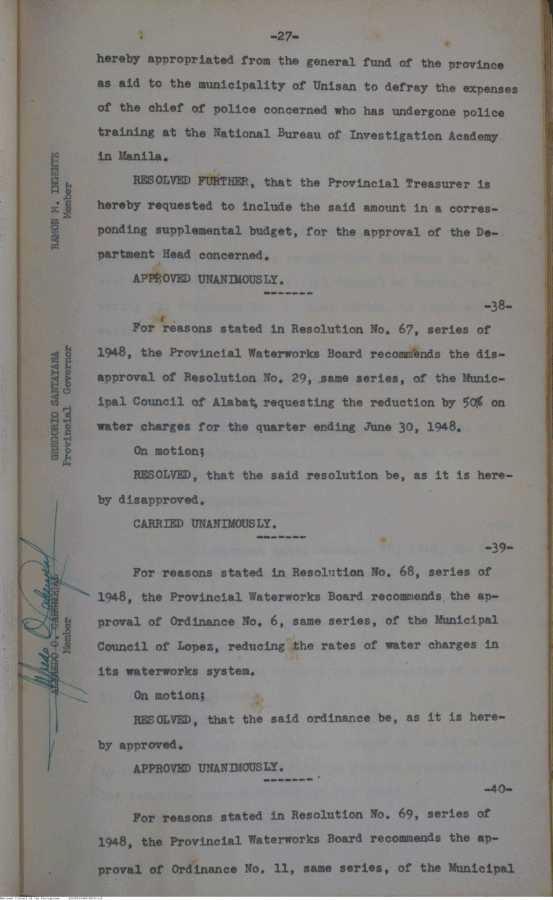 -27-
hereby appropriated from the general fund of the province
as aid to the municipality of Unisan to defray the expenses
of the chief of police concerned who has undergone police
training at the National Bureau of Investigation Academy
in Manila.
RESOLVED FURTHER, that the Provincial Treasurer is
hereby requested to include the said amount in a corres-
ponding supplemental budget, for the approval of the De-
partment Head concerned.
APPROVED UNANIMOUSLY.
-------
-38-
For reasons stated in Resolution No. 67, series of
1948, the Provincial Waterworks Board recommends the dis-
approval of Resolution No. 29, same series, of the Munic-
ipal Council of Alabat, requesting the reduction by 50% on
water charges for the quarter ending June 30, 1948.
On motion;
RESOLVED, that the said resolution be, as it is here-
by disapproved.
CARRIED UNANIMOUSLY.
-------
-39-
For reasons stated in Resolution No. 68, series of
1948, the Provincial Waterworks Board recommends the ap-
proval of Ordinance No. 6, same series, of the Municipal
Council of Lopez, reducing the rates of water charges in
its waterworks system.
On motion;
RESOLVED, that the said ordinance be, as it is here-
by approved.
APPROVED UNANIMOUSLY.
-------
-40-
For reasons stated in Resolution No. 69, series of
1948, the Provincial Waterworks Board recommends the ap-
proval of Ordinance No. 11, same series, of the Municipal
RAMON M. INGENTE
Member
GREGORIO SANTAYANA
Provincial Governor
Member